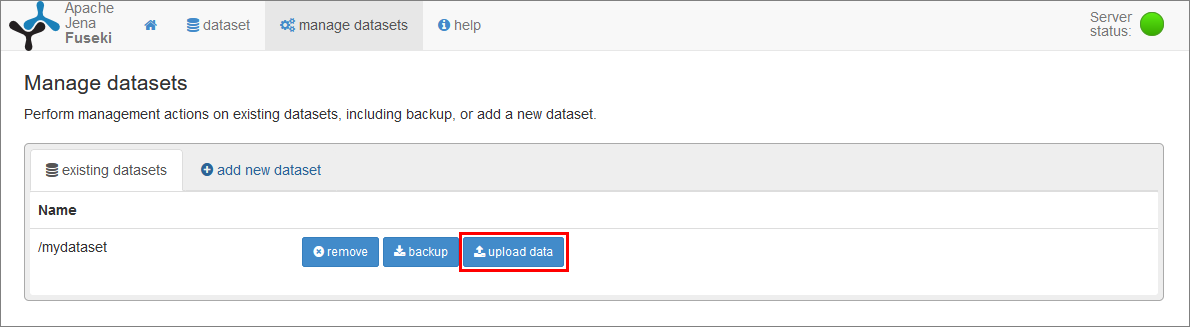 Apache
Jena
Fuseki
dataset
manage datasets
help
Server
status:
Manage datasets
Perform management actions on existing datasets, including backup, or add a new dataset.
existing datasets
add new dataset
Name
/mydataset
remove
backup
upload data